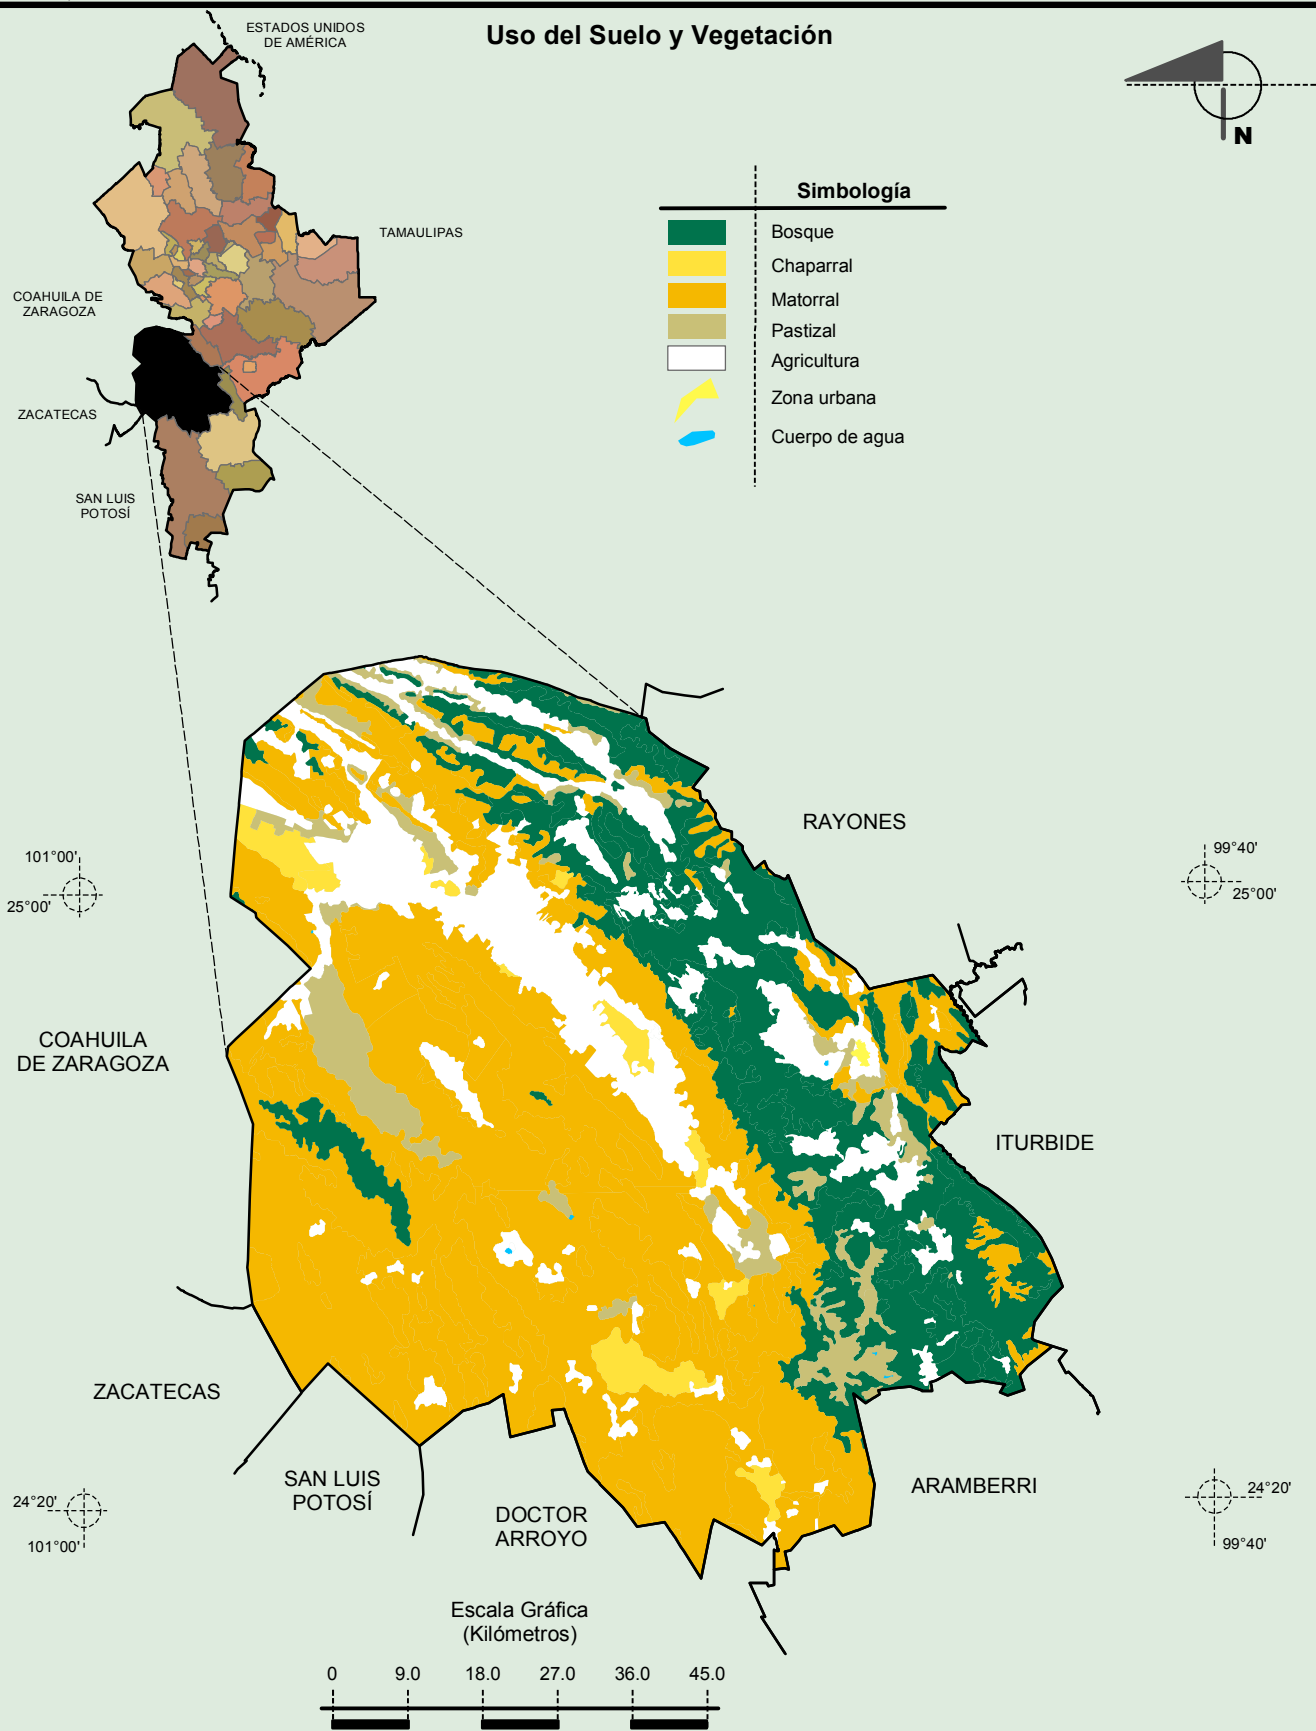 Uso del Suelo y Vegetación
ESTADOS UNIDOS
DE AMÉRICA
N
TAMAULIPAS
COAHUILA DE
ZARAGOZA
ZACATECAS
SAN LUIS
POTOSÍ
Simbología
Bosque
Chaparral
Matorral
Pastizal
Agricultura
Zona urbana
Cuerpo de agua
RAYONES
101°00'
25°00'
99°40'
25°00'
COAHUILA
DE ZARAGOZA
ITURBIDE
ZACATECAS
SAN LUIS
POTOSÍ
DOCTOR
ARROYO
ARAMBERRI
24°20'
101°00'
24°20'
99°40'
Escala Gráfica
(Kilómetros)
0 9.0 18.0 27.0 36.0 45.0